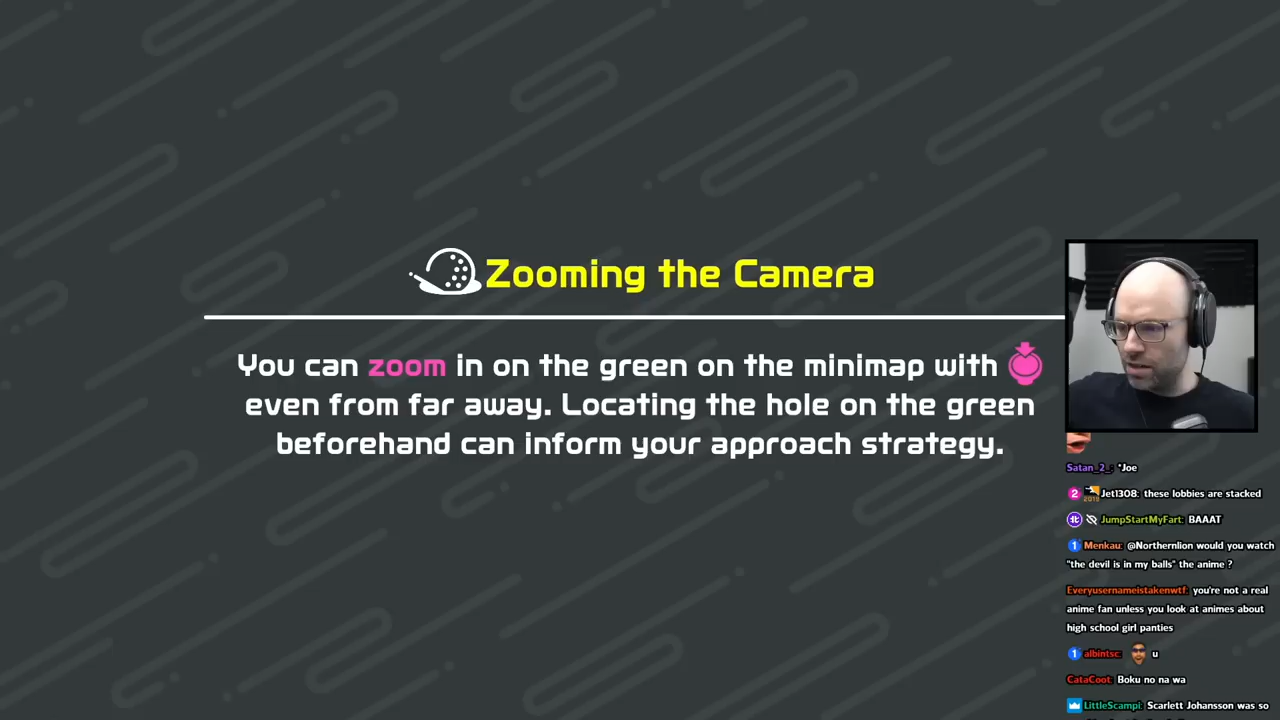 Zooming the Camera
You can zoom in on the green on the minimap with
even from far away. Locating the hole on the green
beforehand can inform your approach strategy.
Satan_2_: *Joe
2 2019 Jet1308: these lobbies are stacked
JumpStartMyFart: BAAAT
1 Menkau: @Northernlion would you watch
"the devil is in my balls" the anime ?
Everyusernameistakenwtf: you're not a real
anime fan unless you look at animes about
high school girl panties
1 albintsc: u
CataCoot: Boku no na wa
LittleScampi: Scarlett Johansson was so